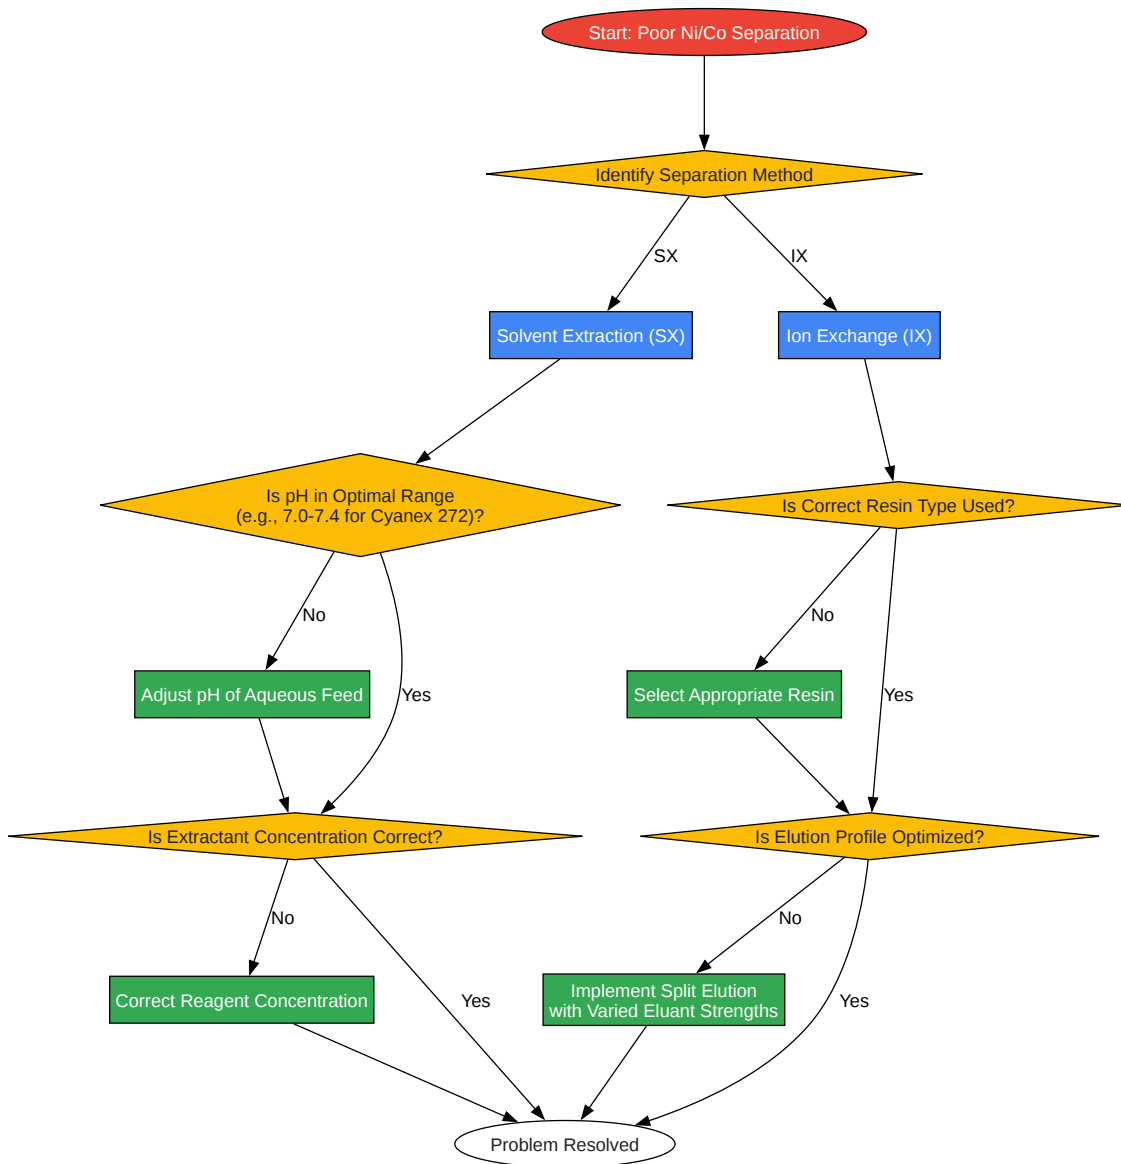 Start: Poor Ni/Co Separation
Identify Separation Method
SX
IX
Solvent Extraction (SX)
Ion Exchange (IX)
Is pH in Optimal Range
(e.g., 7.0-7.4 for Cyanex 272)?
Is Correct Resin Type Used?
No
No
Adjust pH of Aqueous Feed
Yes
Select Appropriate Resin
Yes
Is Extractant Concentration Correct?
Is Elution Profile Optimized?
No
No
Correct Reagent Concentration
Yes
Implement Split Elution
with Varied Eluant Strengths
Yes
Problem Resolved